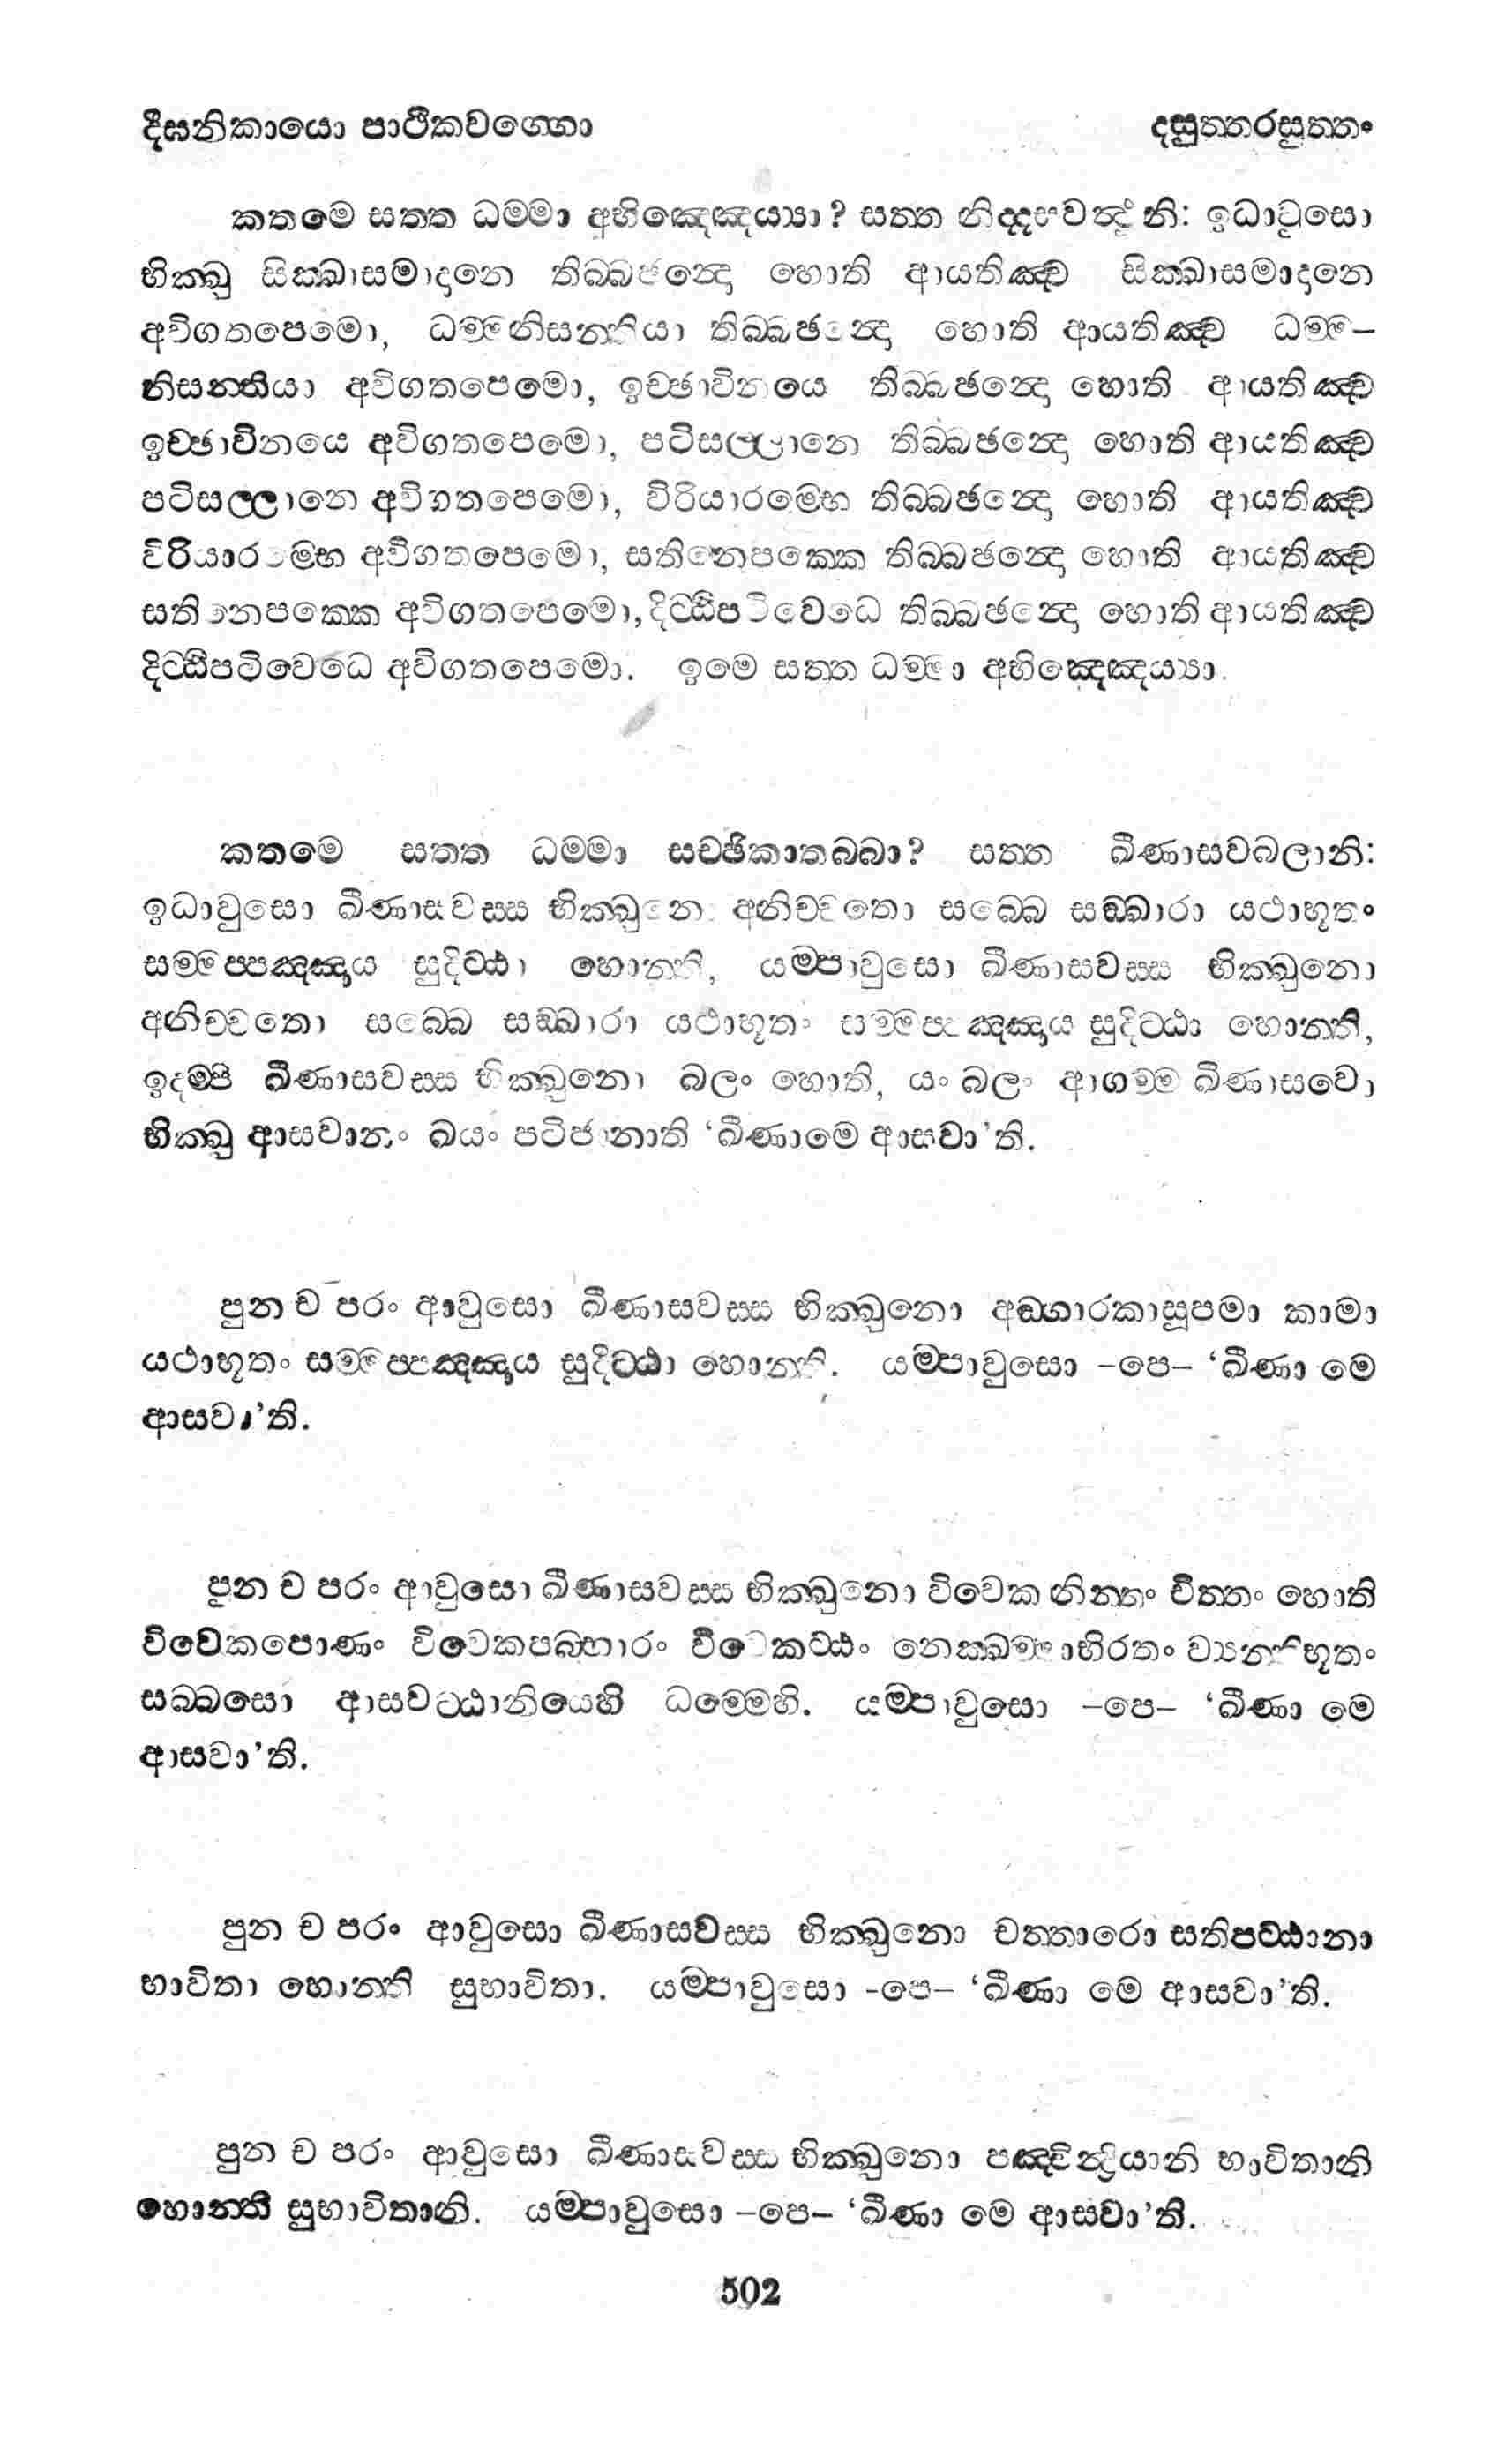 දීඝනිකායො පාථිකවග්ගො දසුත්තරසුත්තං
කතමෙ සත්ත ධම්මා අභිඤ්ඤෙය්‍යා? සත්ත නිද්දසවත්ථූනි: ඉධාවුසො
භික්ඛු සික්ඛාසමාදානෙ තිබ්බච්ඡන්දො හොති ආයතිඤ්ච සික්ඛාසමාදානෙ
අවිගතපෙමො, ධම්මනිසන්තියා තිබ්බච්ඡන්දො හොති ආයතිඤ්ච ධම්ම–
නිසන්තියා අවිගතපෙමො, ඉච්ඡාවිනයෙ තිබ්බච්ඡන්දො හොති ආයතිඤ්ච
ඉච්ඡාවිනයෙ අවිගතපෙමො, පටිසල්ලානෙ තිබ්බච්ඡන්දො හොති ආයතිඤ්ච
පටිසල්ලානෙ අවිගතපෙමො, විරියාරම්භෙ තිබ්බච්ඡන්දො හොති ආයතිඤ්ච
විරියාරම්භෙ අවිගතපෙමො, සතිනෙපක්කෙ තිබ්බච්ඡන්දො හොති ආයතිඤ්ච
සතිනෙපක්කෙ අවිගතපෙමො, දිට්ඨිපටිවෙධෙ තිබ්බච්ඡන්දො හොති ආයතිඤ්ච
දිට්ඨිපටිවෙධෙ අවිගතපෙමො. ඉමෙ සත්ත ධම්මා අභිඤ්ඤෙය්‍යා.
කතමෙ සත්ත ධම්මා සච්ඡිකාතබ්බා? සත්ත ඛීණාසවබලානි:
ඉධාවුසො ඛීණාසවස්ස භික්ඛුනො අනිච්චතො සබ්බෙ සඞ්ඛාරා යථාභූතං
සම්මප්පඤ්ඤාය සුදිට්ඨා හොන්ති, යම්පාවුසො ඛීණාසවස්ස භික්ඛුනො
අනිච්චතො සබ්බෙ සඞ්ඛාරා යථාභූතං සම්මප්පඤ්ඤාය සුදිට්ඨා හොන්ති,
ඉදම්පි ඛීණාසවස්ස භික්ඛුනො බලං හොති, යං බලං ආගම්ම ඛීණාසවො
භික්ඛු ආසවානං ඛයං පටිජානාති ‘ඛීණාමෙ ආසවා’ති.
පුන ච පරං ආවුසො ඛීණාසවස්ස භික්ඛුනො අඞ්ගාරකාසූපමා කාමා
යථාභූතං සම්මප්පඤ්ඤාය සුදිට්ඨා හොන්ති. යම්පාවුසො –පෙ– ‘ඛීණා මෙ
ආසවා’ති.
පුන ච පරං ආවුසො ඛීණාසවස්ස භික්ඛුනො විවෙකනින්නං චිත්තං හොති
විවෙකපොණං විවෙකපබ්භාරං විවෙකට්ඨං නෙක්ඛම්මාභිරතං ව්‍යන්තිභූතං
සබ්බසො ආසවට්ඨානියෙහි ධම්මෙහි. යම්පාවුසො –පෙ– ‘ඛීණා මෙ
ආසවා’ති.
පුන ච පරං ආවුසො ඛීණාසවස්ස භික්ඛුනො චත්තාරො සතිපට්ඨානා
භාවිතා හොන්ති සුභාවිතා. යම්පාවුසො -පෙ– ‘ඛීණා මෙ ආසවා’ති.
පුන ච පරං ආවුසො ඛීණාසවස්ස භික්ඛුනො පඤ්චින්ද්‍රියානි භාවිතානි
හොන්ති සුභාවිතානි. යම්පාවුසො –පෙ– ‘ඛීණා මෙ ආසවා’ති.
502